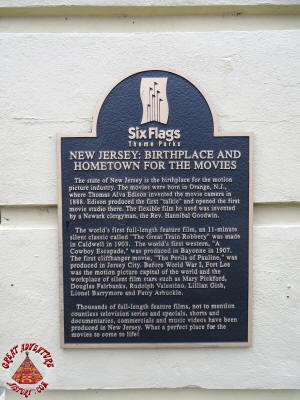 Six Flags
Theme Parks
NEW JERSEY: BIRTHPLACE AND
HOMETOWN FOR THE MOVIES
The state of New Jersey is the birthplace for the motion
picture industry. The movies were born in Orange, N.J.,
where Thomas Alva Edison invented the movie camera in
1888. Edison produced the first "talkie" and opened the first
movie studio there. The flexible film he used was invented
by a Newark clergyman, the Rev. Hannibal Goodwin.
The world's first full-length feature film, an 11-minute
silent classic called "The Great Train Robbery" was made
in Caldwell in 1903. The world's first western, "A
Cowboy Escapade," was produced in Bayonne in 1907.
The first cliffhanger movie, "The Perils of Pauline," was
produced in Jersey City. Before World War I, Fort Lee
was the motion picture capital of the world and the
workplace of silent film stars such as Mary Pickford,
Douglas Fairbanks, Rudolph Valentino, Lillian Gish,
Lionel Barrymore and Fatty Arbuckle.
Thousands of full-length feature films, not to mention
countless television series and specials, shorts and
documentaries, commercials and music videos have been
produced in New Jersey. What a perfect place for the
movies to come to life!
GREAT ADVENTURE
HISTORY.COM